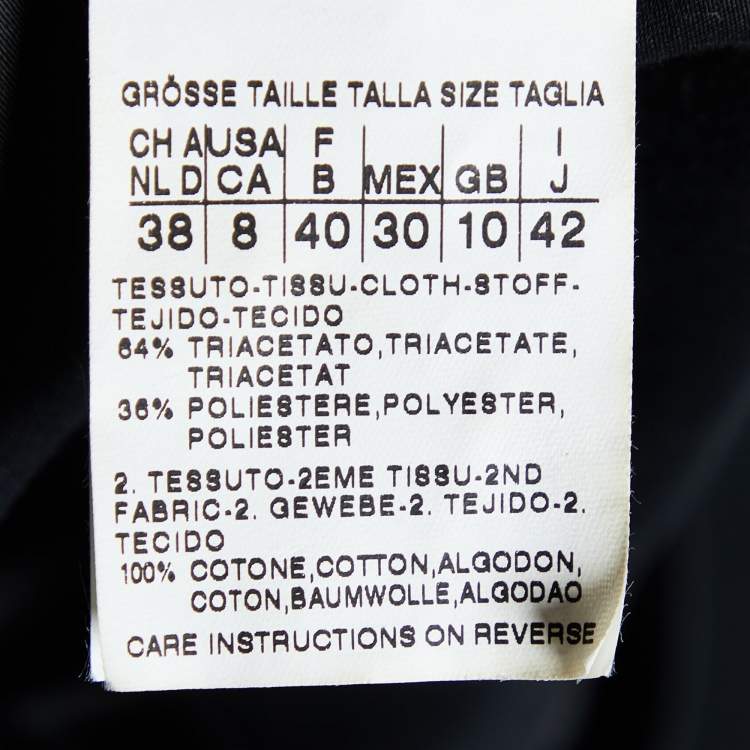 GRÖSSE TAILLE TALLA SIZE TAGLIA
CH A USA F I
NL D CA B MEX GB J
38 8 40 30 10 42
TESSUTO-TISSU-CLOTH-STOFF-
TEJIDO-TECIDO
64% TRIACETATO,TRIACETATE,
TRIACETAT
36% POLIESTERE,POLYESTER,
POLIESTER
2. TESSUTO-2EME TISSU-2ND
FABRIC-2. GEWEBE-2. TEJIDO-2.
TECIDO
100% COTONE,COTTON,ALGODON,
COTON,BAUMWOLLE,ALGODAO
CARE INSTRUCTIONS ON REVERSE